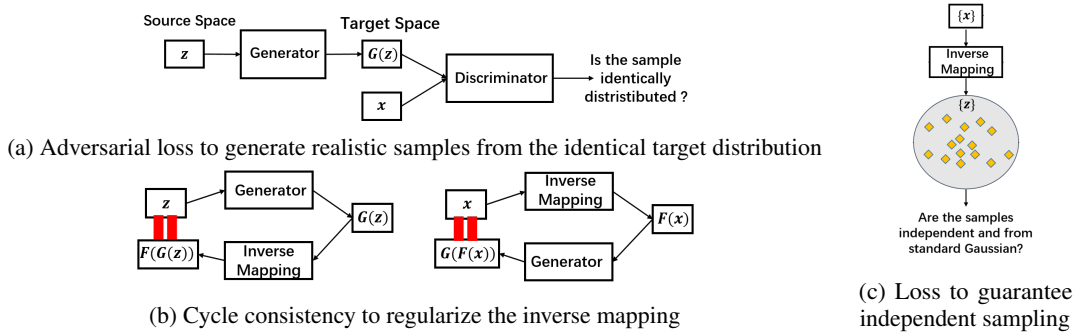 Source Space
Target Space
z
Generator
G(z)
x
Discriminator
Is the sample
identically
distristibuted ?
(a) Adversarial loss to generate realistic samples from the identical target distribution
z
Generator
G(z)
Inverse
Mapping
F(G(z))
x
Inverse
Mapping
F(x)
Generator
G(F(x))
(b) Cycle consistency to regularize the inverse mapping
{x}
Inverse
Mapping
{z}
Are the samples
independent and from
standard Gaussian?
(c) Loss to guarantee
independent sampling